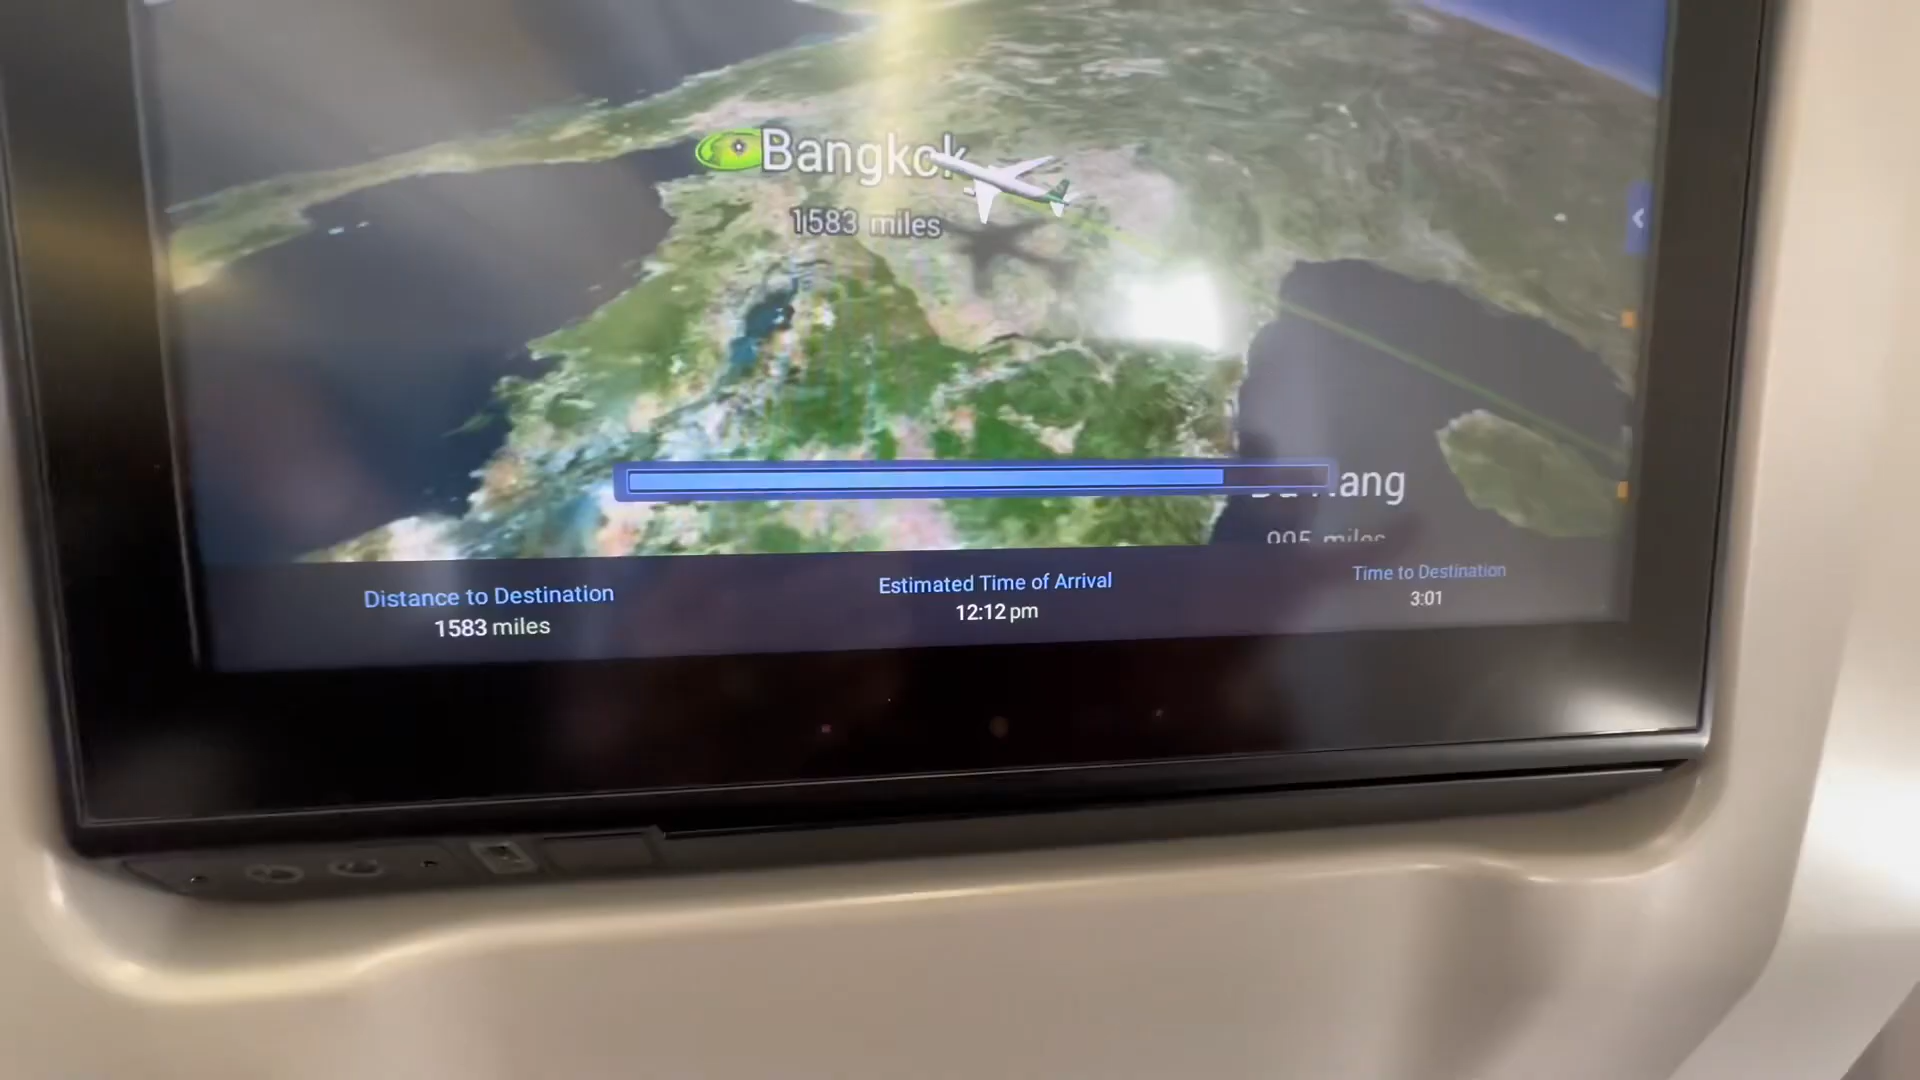 Bangkok
1583 miles
miles
Distance to Destination
1583 miles
Estimated Time of Arrival
12:12 pm
Time to Destination
3:01